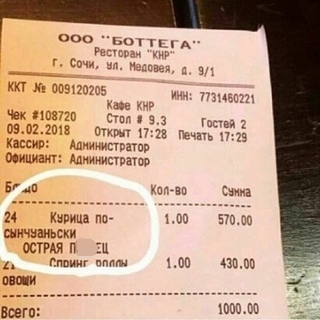 ООО "БОТТЕГА"
Ресторан "КНР"
г. Сочи, ул. Медовея, д. 9/1
ККТ № 009120205 ИНН: 7731460221
Кафе КНР
Чек #108720 Стол # 9.3 Гостей 2
09.02.2018 Открыт 17:28 Печать 17:29
Кассир: Администратор
Официант: Администратор
Блюдо Кол-во Сумма
24 Курица по- 1.00 570.00
сынчуаньски
ОСТРАЯ
21 Спринг роллы 1.00 430.00
овощи
Всего: 1000.00